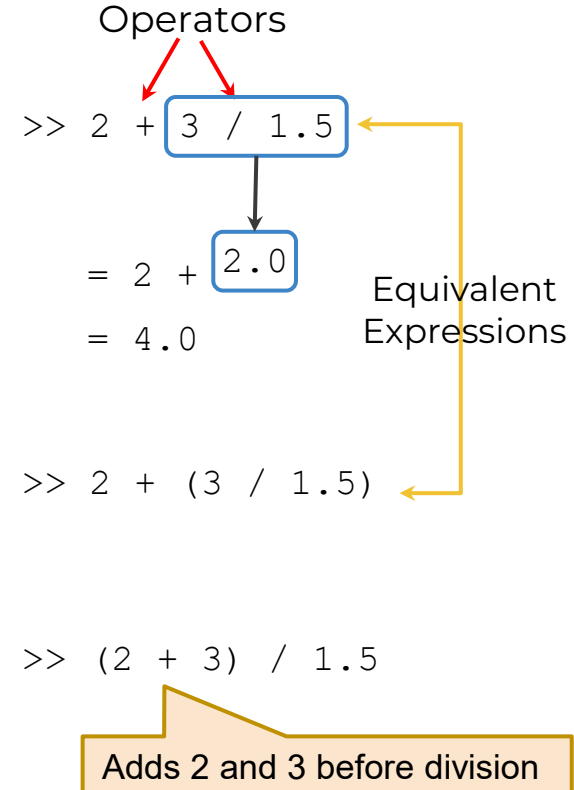 Operators
>> 2 + 3 / 1.5
= 2 + 2.0
= 4.0
Equivalent
Expressions
>> 2 + (3 / 1.5)
>> (2 + 3) / 1.5
Adds 2 and 3 before division